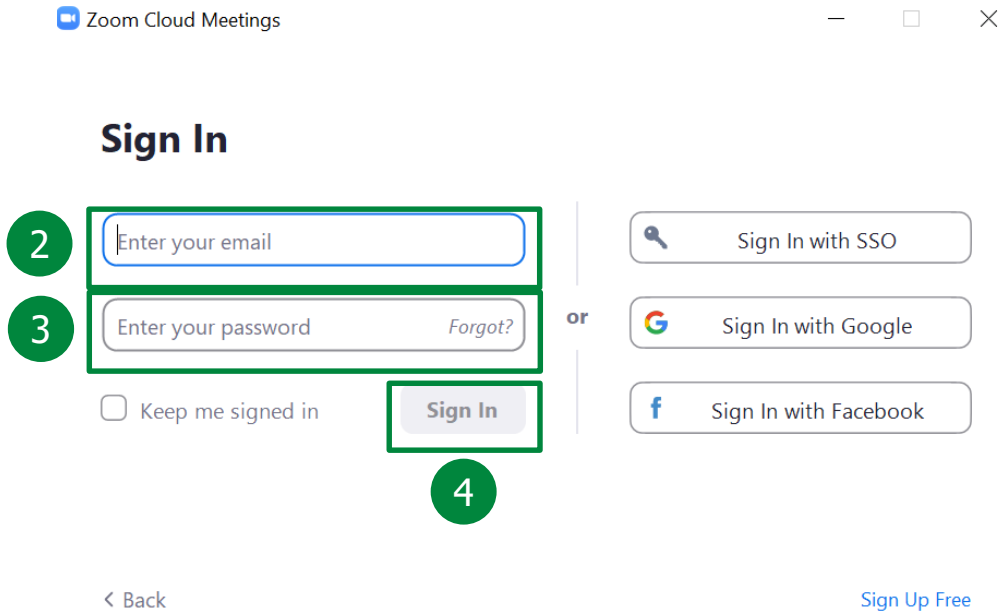 Zoom Cloud Meetings
Sign In
2
Enter your email
3
Enter your password Forgot?
Keep me signed in
Sign In
4
or
Sign In with SSO
Sign In with Google
Sign In with Facebook
Back
Sign Up Free